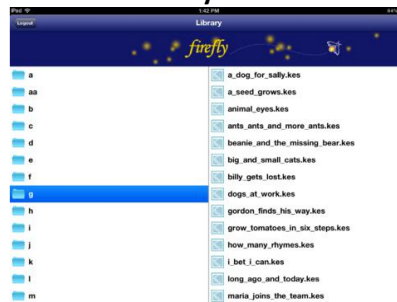 iPad
1:42 PM
84%
Logout
Library
firefly
a
aa
b
c
d
e
f
g
h
i
j
k
l
m
a_dog_for_sally.kes
a_seed_grows.kes
animal_eyes.kes
ants_ants_and_more_ants.kes
beanie_and_the_missing_bear.kes
big_and_small_cats.kes
billy_gets_lost.kes
dogs_at_work.kes
gordon_finds_his_way.kes
grow_tomatoes_in_six_steps.kes
how_many_rhymes.kes
i_bet_i_can.kes
long_ago_and_today.kes
maria_joins_the_team.kes